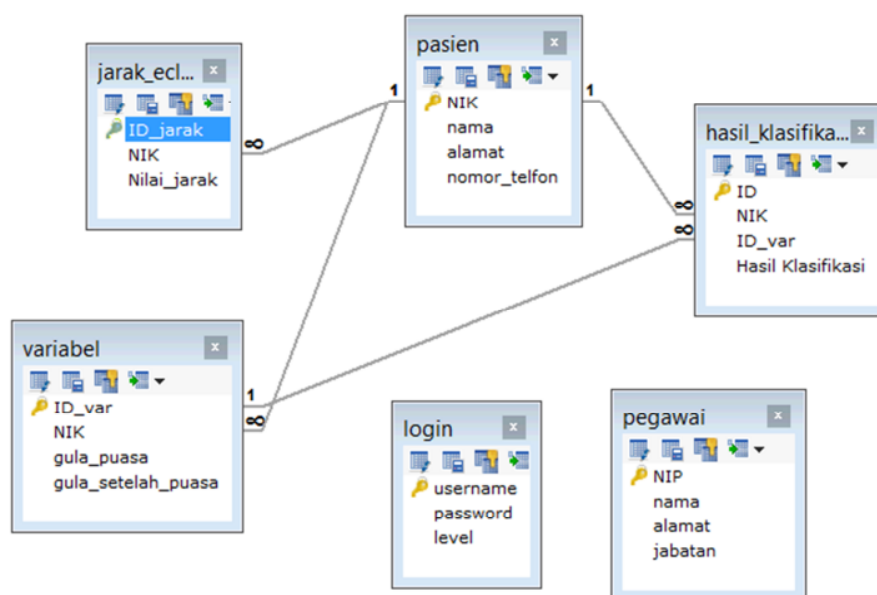 jarak_ecl...
ID_jarak
NIK
Nilai_jarak
pasien
NIK
nama
alamat
nomor_telfon
hasil_klasifika...
ID
NIK
ID_var
Hasil Klasifikasi
variabel
ID_var
NIK
gula_puasa
gula_setelah_puasa
login
username
password
level
pegawai
NIP
nama
alamat
jabatan
1
∞
1
∞
∞
1
∞